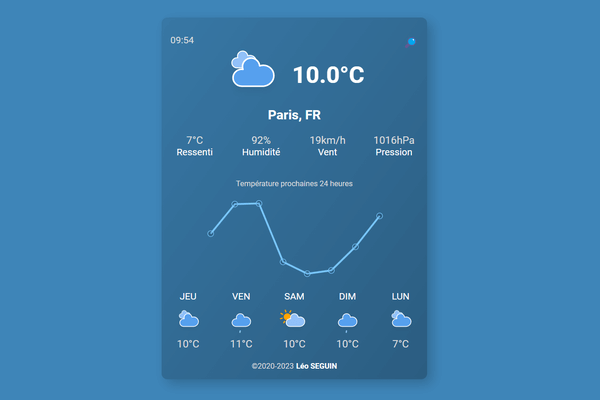 09:54
10.0°C
Paris, FR
7°C 92% 19km/h 1016hPa
Ressenti Humidité Vent Pression
Température prochaines 24 heures
JEU VEN SAM DIM LUN
10°C 11°C 10°C 10°C 7°C
©2020-2023 Léo SEGUIN